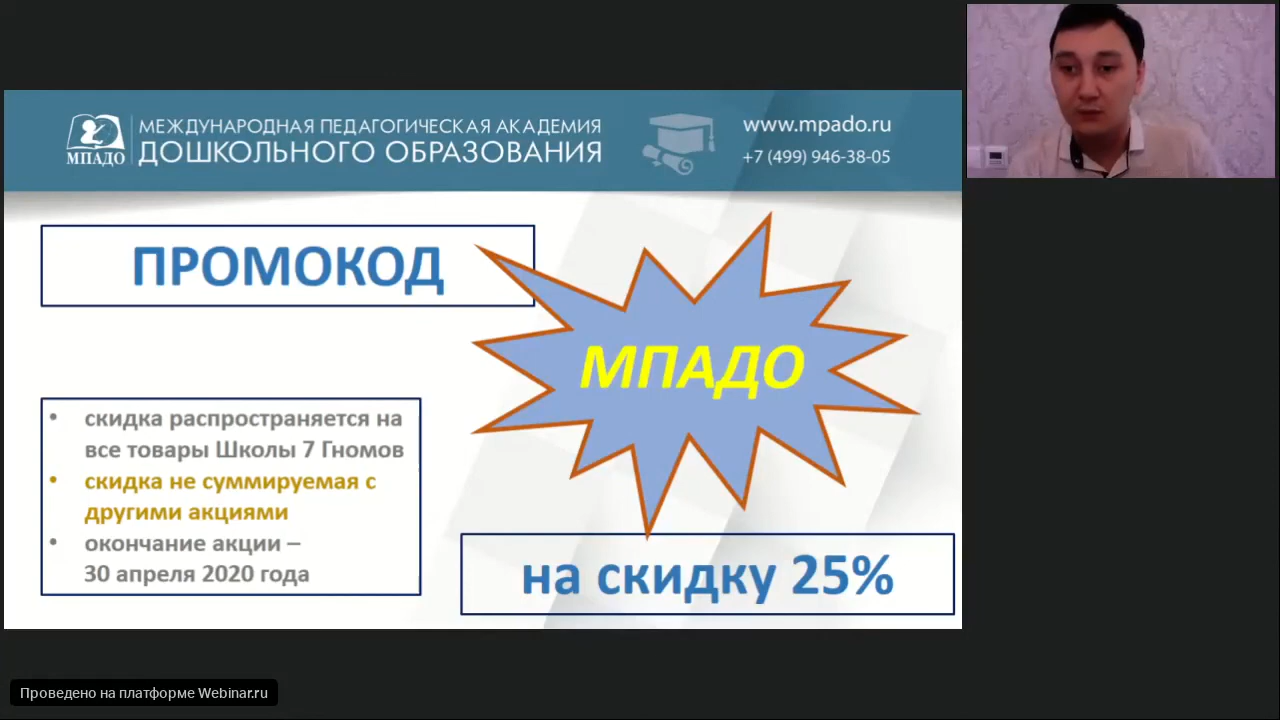 МПАДО
МЕЖДУНАРОДНАЯ ПЕДАГОГИЧЕСКАЯ АКАДЕМИЯ
ДОШКОЛЬНОГО ОБРАЗОВАНИЯ
www.mpado.ru
+7 (499) 946-38-05
ПРОМОКОД
МПАДО
• скидка распространяется на
все товары Школы 7 Гномов
• скидка не суммируемая с
другими акциями
• окончание акции –
30 апреля 2020 года
на скидку 25%
Проведено на платформе Webinar.ru